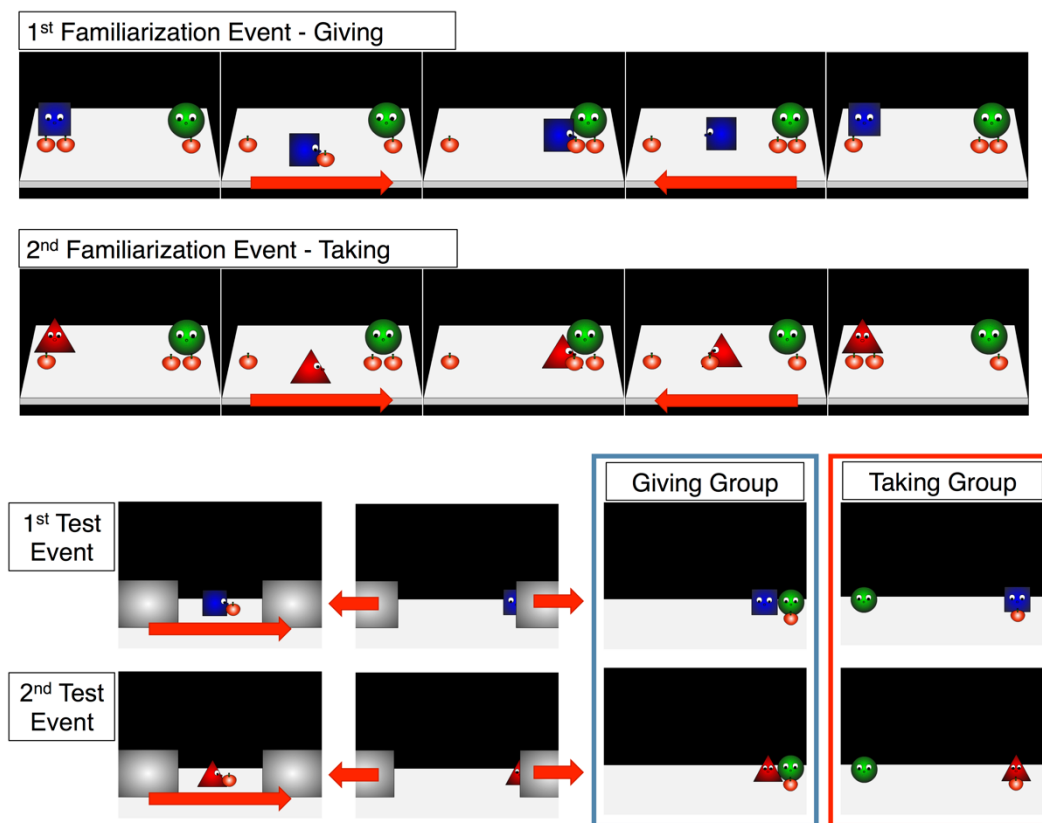 1st Familiarization Event - Giving
2nd Familiarization Event - Taking
Giving Group
Taking Group
1st Test
Event
2nd Test
Event